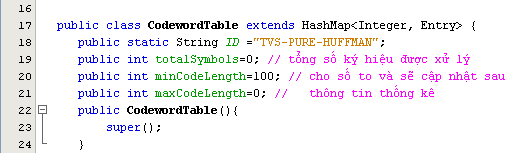 16
17 public class CodewordTable extends HashMap<Integer, Entry> {
18 public static String ID ="TVS-PURE-HUFFMAN";
19 public int totalSymbols=0; // tổng số ký hiệu được xử lý
20 public int minCodeLength=100; // cho số to và sẽ cập nhật sau
21 public int maxCodeLength=0; // thông tin thống kê
22 public CodewordTable(){
23 super();
24 }